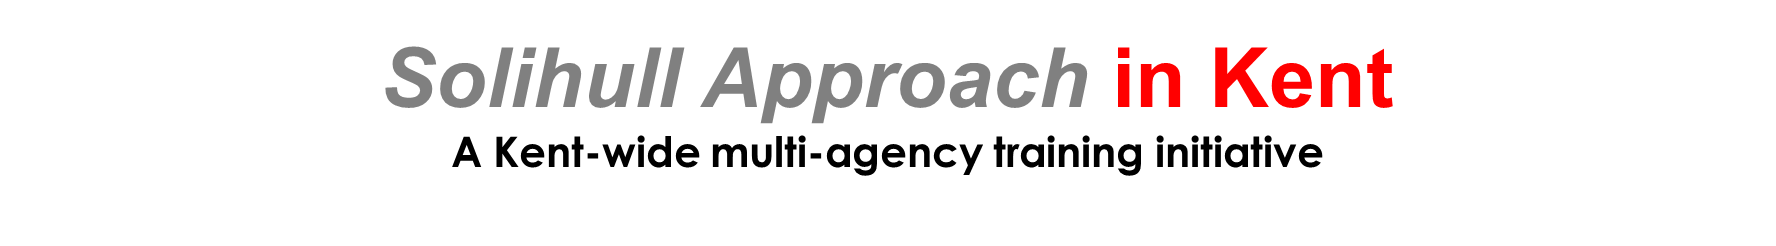 Solihull Approach in Kent
A Kent-wide multi-agency training initiative